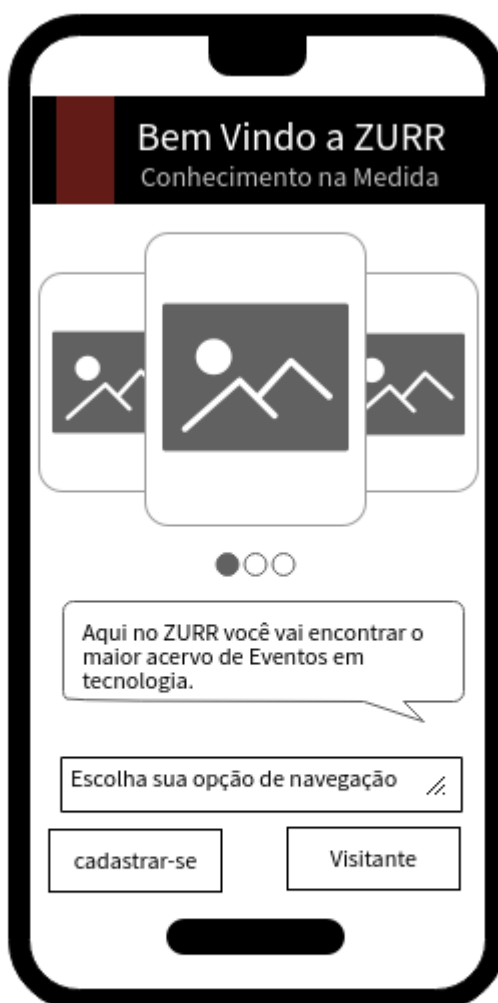 Bem Vindo a ZURR
Conhecimento na Medida
Aqui no ZURR você vai encontrar o
maior acervo de Eventos em
tecnologia.
Escolha sua opção de navegação
cadastrar-se
Visitante